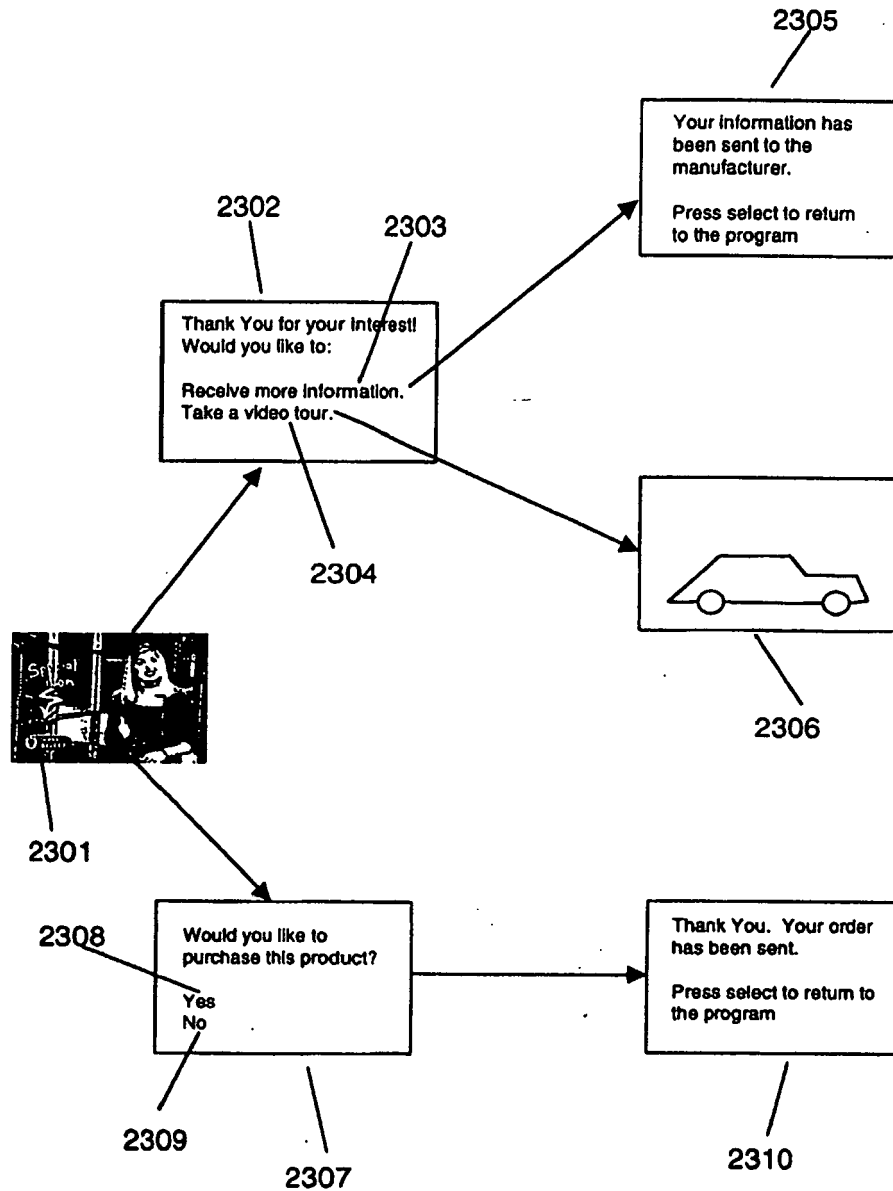 2305
Your information has
been sent to the
manufacturer.
Press select to return
to the program
2302
2303
Thank You for your interest!
Would you like to:
Receive more information.
Take a video tour.
2304
2306
2301
2308
Would you like to
purchase this product?
Yes
No
2309
2307
Thank You. Your order
has been sent.
Press select to return to
the program
2310